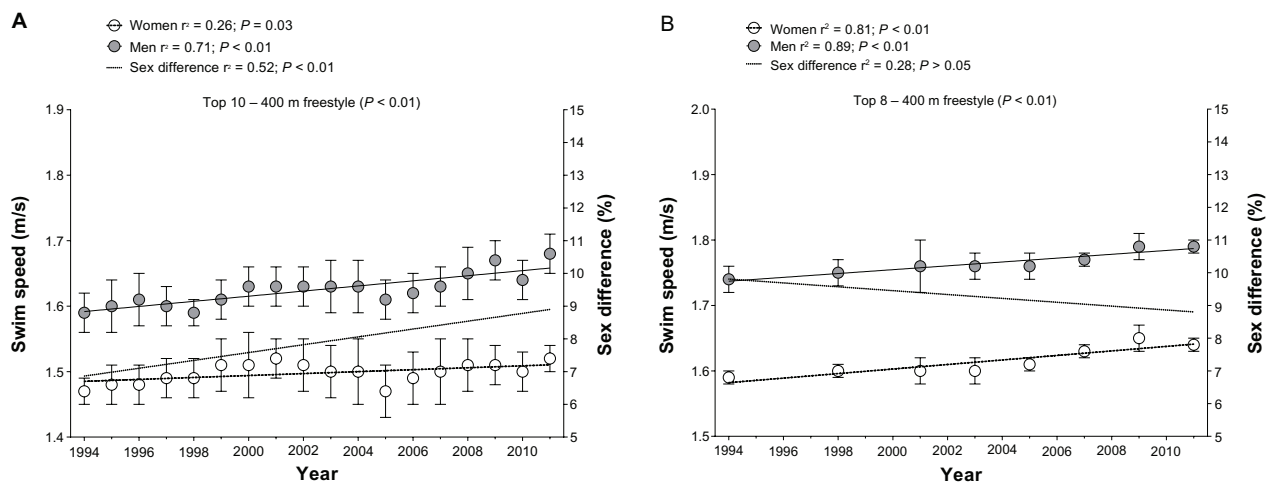 A
Women r² = 0.26; P = 0.03
Men r² = 0.71; P < 0.01
Sex difference r² = 0.52; P < 0.01
Top 10 – 400 m freestyle (P < 0.01)
1.9
1.8
1.7
1.6
1.5
1.4
Swim speed (m/s)
15
14
13
12
11
10
9
8
7
6
5
Sex difference (%)
1994 1996 1998 2000 2002 2004 2006 2008 2010
Year
B
Women r² = 0.81; P < 0.01
Men r² = 0.89; P < 0.01
Sex difference r² = 0.28; P > 0.05
Top 8 – 400 m freestyle (P < 0.01)
2.0
1.9
1.8
1.7
1.6
1.5
Swim speed (m/s)
15
14
13
12
11
10
9
8
7
6
5
Sex difference (%)
1994 1996 1998 2000 2002 2004 2006 2008 2010
Year